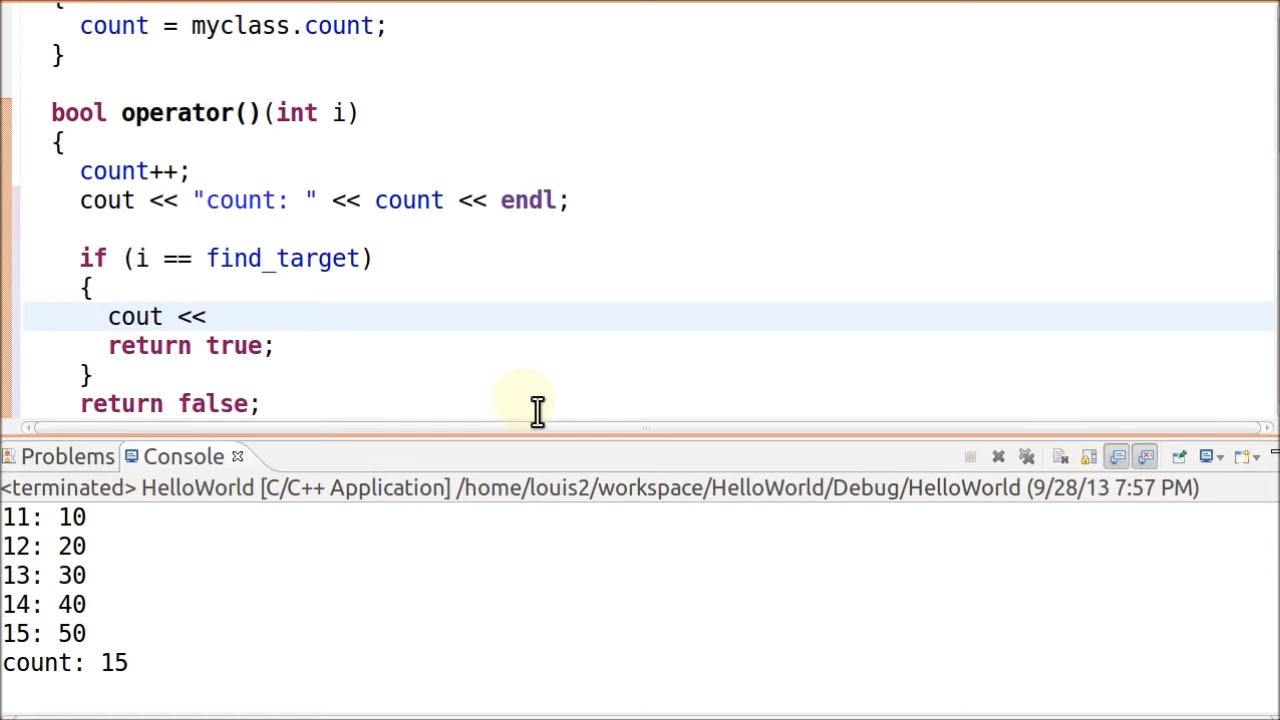 {
count = myclass.count;
}
bool operator()(int i)
{
count++;
cout << "count: " << count << endl;
if (i == find_target)
{
cout <<
return true;
}
return false;
Problems Console
<terminated> HelloWorld [C/C++ Application] /home/louis2/workspace/HelloWorld/Debug/HelloWorld (9/28/13 7:57 PM)
11: 10
12: 20
13: 30
14: 40
15: 50
count: 15